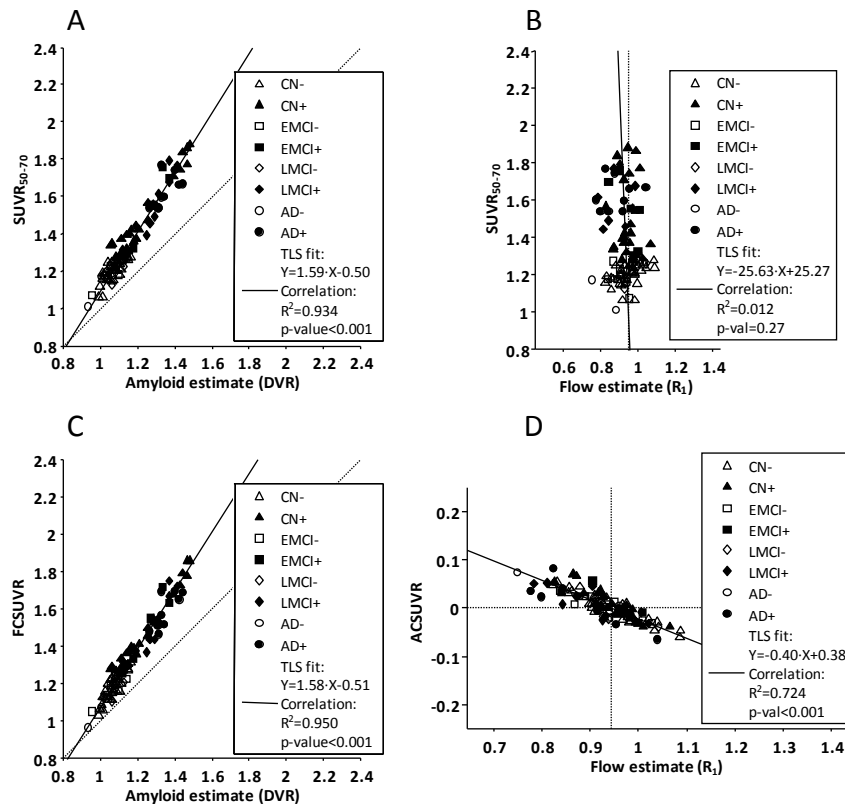 A
SUVR50-70
2.4
2.2
2
1.8
1.6
1.4
1.2
1
0.8
0.8 1 1.2 1.4 1.6 1.8 2 2.2 2.4
Amyloid estimate (DVR)
CN-
CN+
EMCI-
EMCI+
LMCI-
LMCI+
AD-
AD+
TLS fit:
Y=1.59·X-0.50
Correlation:
R²=0.934
p-value<0.001
B
SUVR50-70
2.4
2.2
2
1.8
1.6
1.4
1.2
1
0.8
0.6 0.8 1 1.2 1.4
Flow estimate (R1)
CN-
CN+
EMCI-
EMCI+
LMCI-
LMCI+
AD-
AD+
TLS fit:
Y=-25.63·X+25.27
Correlation:
R²=0.012
p-val=0.27
C
FCSUVR
2.4
2.2
2
1.8
1.6
1.4
1.2
1
0.8
0.8 1 1.2 1.4 1.6 1.8 2 2.2 2.4
Amyloid estimate (DVR)
CN-
CN+
EMCI-
EMCI+
LMCI-
LMCI+
AD-
AD+
TLS fit:
Y=1.58·X-0.51
Correlation:
R²=0.950
p-value<0.001
D
ACSUVR
0.2
0.1
0
-0.1
-0.2
0.7 0.8 0.9 1 1.1 1.2 1.3 1.4
Flow estimate (R1)
CN-
CN+
EMCI-
EMCI+
LMCI-
LMCI+
AD-
AD+
TLS fit:
Y=-0.40·X+0.38
Correlation:
R²=0.724
p-val<0.001